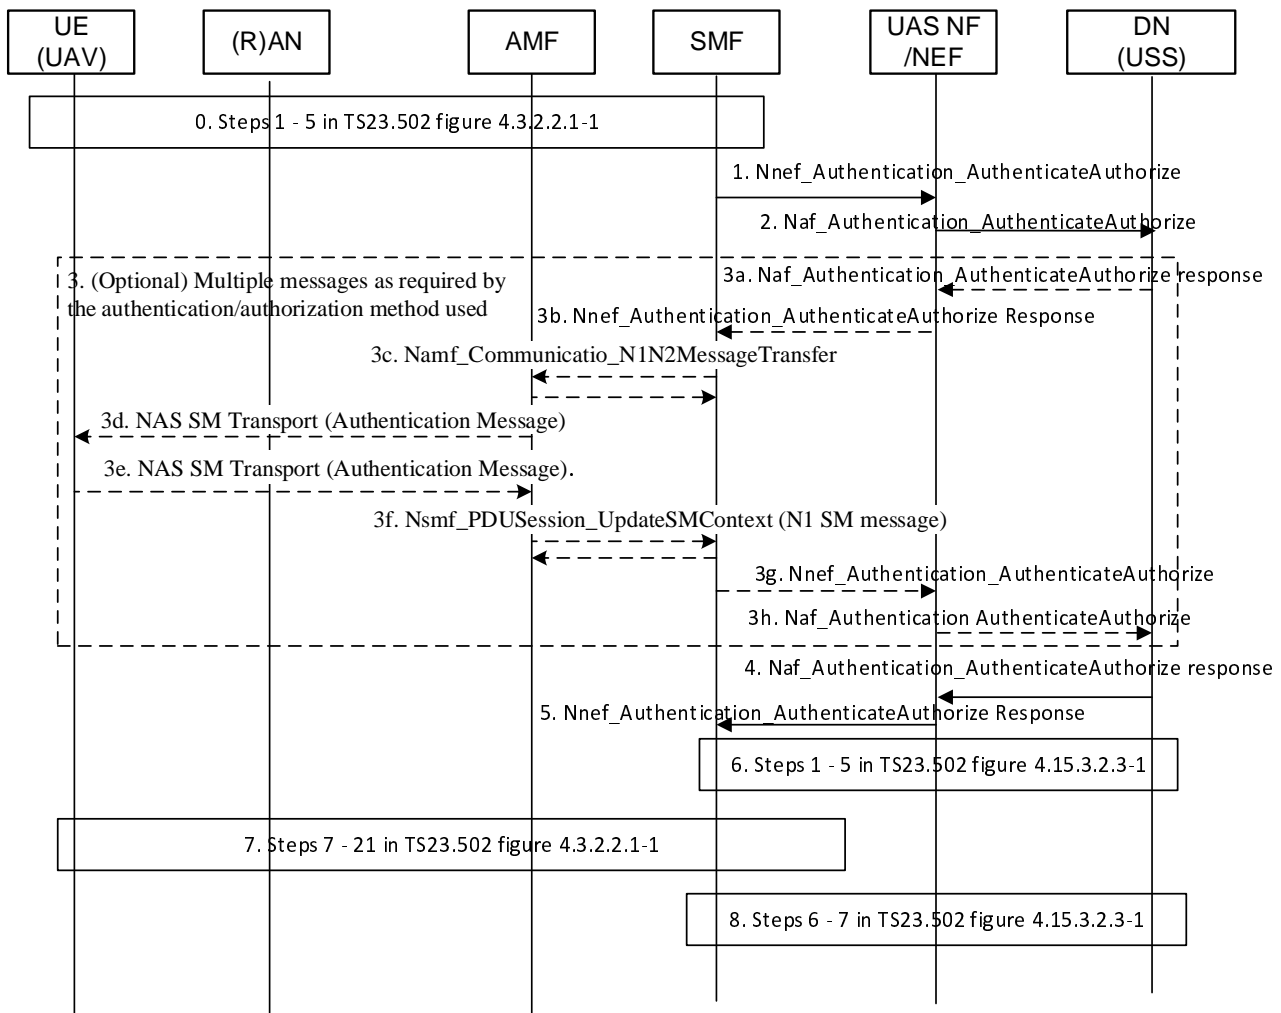 UE
(UAV)
(R)AN
AMF
SMF
UAS NF
/NEF
DN
(USS)
0. Steps 1 - 5 in TS23.502 figure 4.3.2.2.1-1
1. Nnef_Authentication_AuthenticateAuthorize
2. Naf_Authentication_AuthenticateAuthorize
3. (Optional) Multiple messages as required by
the authentication/authorization method used
3a. Naf_Authentication_AuthenticateAuthorize response
3b. Nnef_Authentication_AuthenticateAuthorize Response
3c. Namf_Communicatio_N1N2MessageTransfer
3d. NAS SM Transport (Authentication Message)
3e. NAS SM Transport (Authentication Message).
3f. Nsmf_PDUSession_UpdateSMContext (N1 SM message)
3g. Nnef_Authentication_AuthenticateAuthorize
3h. Naf_Authentication AuthenticateAuthorize
4. Naf_Authentication_AuthenticateAuthorize response
5. Nnef_Authentication_AuthenticateAuthorize Response
6. Steps 1 - 5 in TS23.502 figure 4.15.3.2.3-1
7. Steps 7 - 21 in TS23.502 figure 4.3.2.2.1-1
8. Steps 6 - 7 in TS23.502 figure 4.15.3.2.3-1